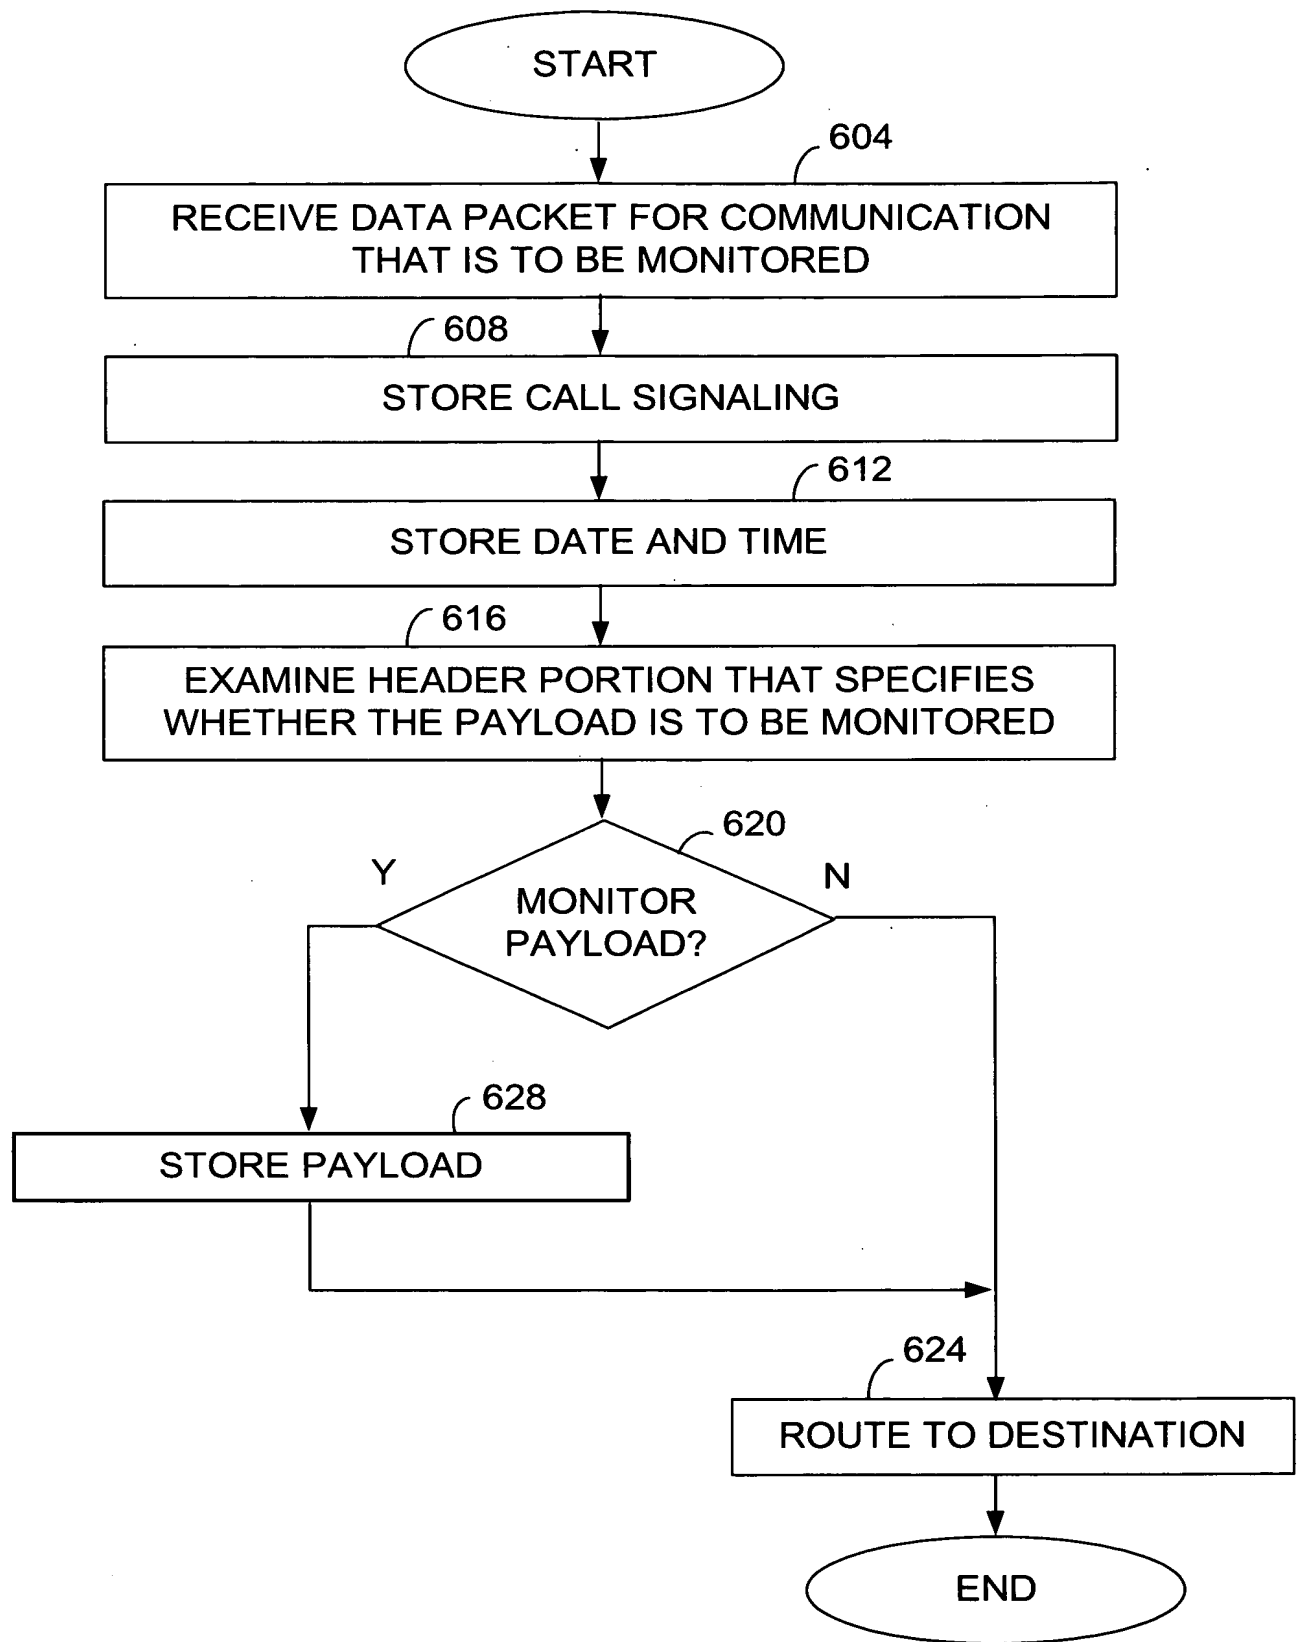 START
604
RECEIVE DATA PACKET FOR COMMUNICATION
THAT IS TO BE MONITORED
608
STORE CALL SIGNALING
612
STORE DATE AND TIME
616
EXAMINE HEADER PORTION THAT SPECIFIES
WHETHER THE PAYLOAD IS TO BE MONITORED
620
Y
N
MONITOR
PAYLOAD?
628
STORE PAYLOAD
624
ROUTE TO DESTINATION
END